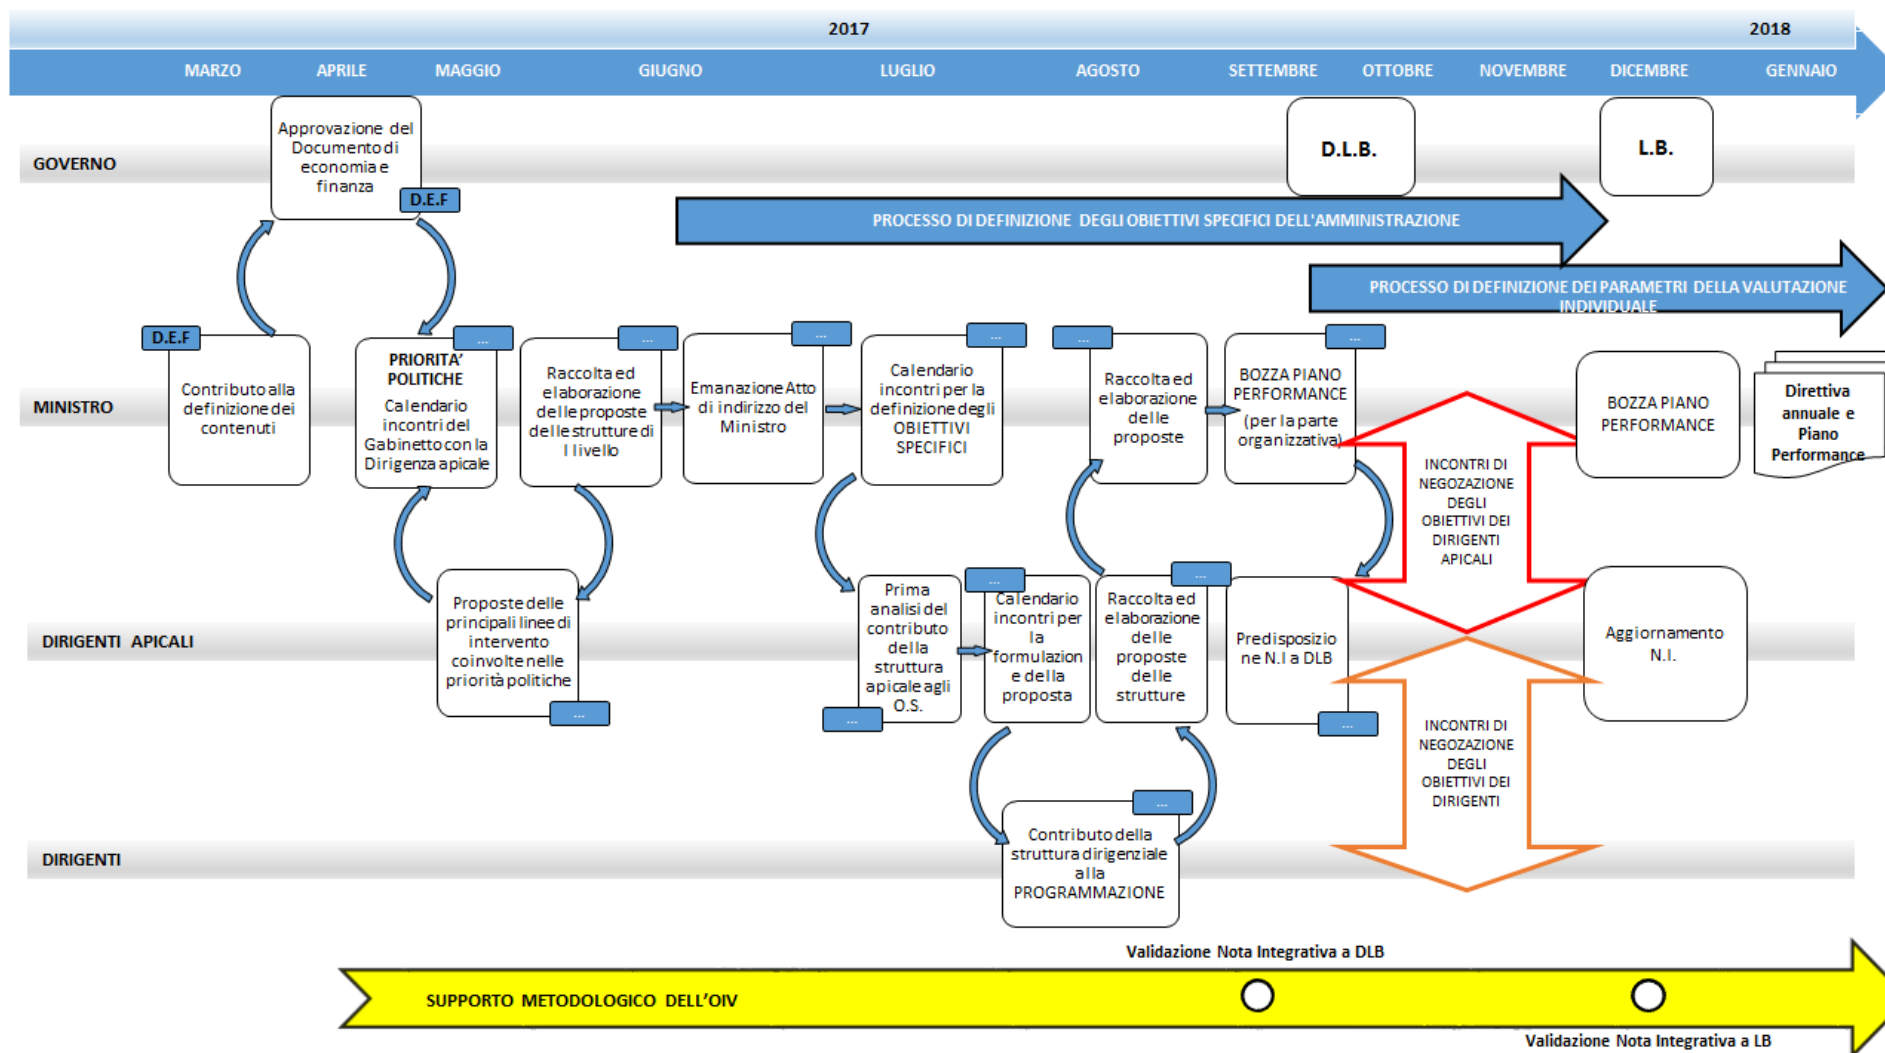 2017
2018
MARZO
APRILE
MAGGIO
GIUGNO
LUGLIO
AGOSTO
SETTEMBRE
OTTOBRE
NOVEMBRE
DICEMBRE
GENNAIO
GOVERNO
Approvazione del
Documento di
economia e
finanza
D.E.F
D.L.B.
L.B.
PROCESSO DI DEFINIZIONE DEGLI OBIETTIVI SPECIFICI DELL'AMMINISTRAZIONE
PROCESSO DI DEFINIZIONE DEI PARAMETRI DELLA VALUTAZIONE
INDIVIDUALE
MINISTRO
D.E.F
Contributo alla
definizione dei
contenuti
...
PRIORITA'
POLITICHE
Calendario
incontri del
Gabinetto con la
Dirigenza apicale
...
Raccolta ed
elaborazione
delle proposte
delle strutture di
I livello
...
Emanazione Atto
di indirizzo del
Ministro
...
Calendario
incontri per la
definizione degli
OBIETTIVI
SPECIFICI
...
Raccolta ed
elaborazione
delle
proposte
...
BOZZA PIANO
PERFORMANCE
(per la parte
organizzativa)
INCONTRI DI
NEGOZAZIONE
DEGLI
OBIETTIVI DEI
DIRIGENTI
APICALI
BOZZA PIANO
PERFORMANCE
Direttiva
annuale e
Piano
Performance
DIRIGENTI APICALI
Proposte delle
principali linee di
intervento
coinvolte nelle
priorità politiche
...
Prima
analisi del
contributo
della
struttura
apicale agli
O.S.
...
...
Calendario
incontri per
la
formulazion
e della
proposta
...
Raccolta ed
elaborazione
delle
proposte
delle
strutture
Predisposizio
ne N.I a DLB
...
INCONTRI DI
NEGOZAZIONE
DEGLI
OBIETTIVI DEI
DIRIGENTI
Aggiornamento
N.I.
DIRIGENTI
...
Contributo della
struttura dirigenziale
alla
PROGRAMMAZIONE
Validazione Nota Integrativa a DLB
SUPPORTO METODOLOGICO DELL'OIV
Validazione Nota Integrativa a LB